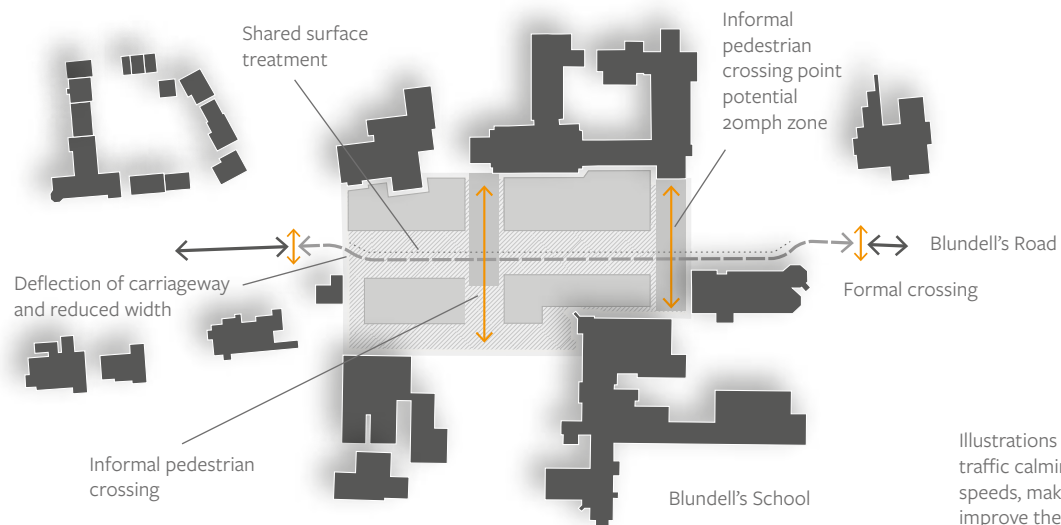 Shared surface
treatment
Informal
pedestrian
crossing point
potential
20mph zone
Blundell's Road
Deflection of carriageway
and reduced width
Formal crossing
Informal pedestrian
crossing
Blundell's School
Illustrations
traffic calmin
speeds, mak
improve the